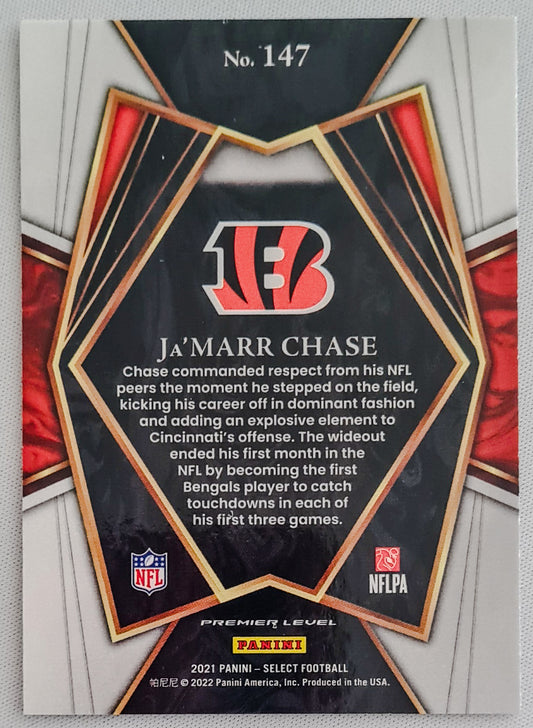 No. 147
B
Ja'Marr Chase
Chase commanded respect from his NFL
peers the moment he stepped on the field,
kicking his career off in dominant fashion
and adding an explosive element to
Cincinnati's offense. The wideout
ended his first month in the
NFL by becoming the first
Bengals player to catch
touchdowns in each of
his first three games.
NFL
NFLPA
PREMIER LEVEL
PANINI
2021 PANINI – SELECT FOOTBALL
帕尼尼 © 2022 Panini America, Inc. Produced in the USA.